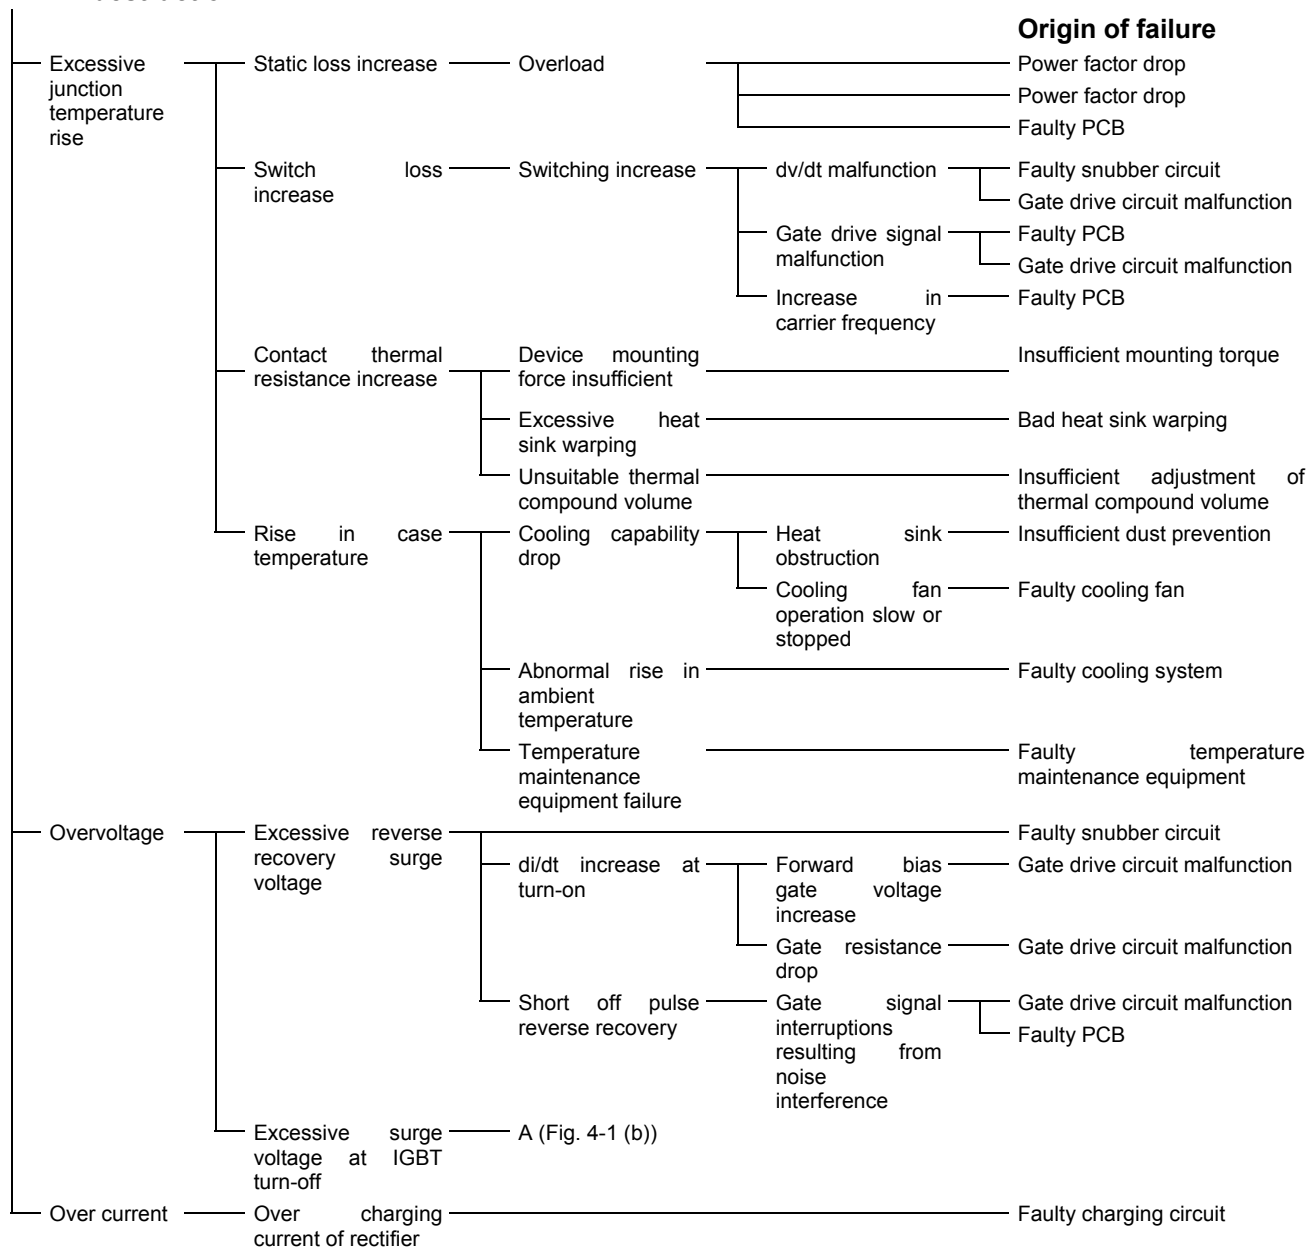 Origin of failure
Excessive
junction
temperature
rise
Static loss increase
Overload
Power factor drop
Power factor drop
Faulty PCB
Switch loss
increase
Switching increase
dv/dt malfunction
Faulty snubber circuit
Gate drive circuit malfunction
Gate drive signal
malfunction
Faulty PCB
Gate drive circuit malfunction
Increase in
carrier frequency
Faulty PCB
Contact thermal
resistance increase
Device mounting
force insufficient
Insufficient mounting torque
Excessive heat
sink warping
Bad heat sink warping
Unsuitable thermal
compound volume
Insufficient adjustment of
thermal compound volume
Rise in case
temperature
Cooling capability
drop
Heat sink
obstruction
Insufficient dust prevention
Cooling fan
operation slow or
stopped
Faulty cooling fan
Abnormal rise in
ambient
temperature
Faulty cooling system
Temperature
maintenance
equipment failure
Faulty temperature
maintenance equipment
Overvoltage
Excessive reverse
recovery surge
voltage
Faulty snubber circuit
di/dt increase at
turn-on
Forward bias
gate voltage
increase
Gate drive circuit malfunction
Gate resistance
drop
Gate drive circuit malfunction
Short off pulse
reverse recovery
Gate signal
interruptions
resulting from
noise
interference
Gate drive circuit malfunction
Faulty PCB
Excessive surge
voltage at IGBT
turn-off
A (Fig. 4-1 (b))
Over current
Over charging
current of rectifier
Faulty charging circuit